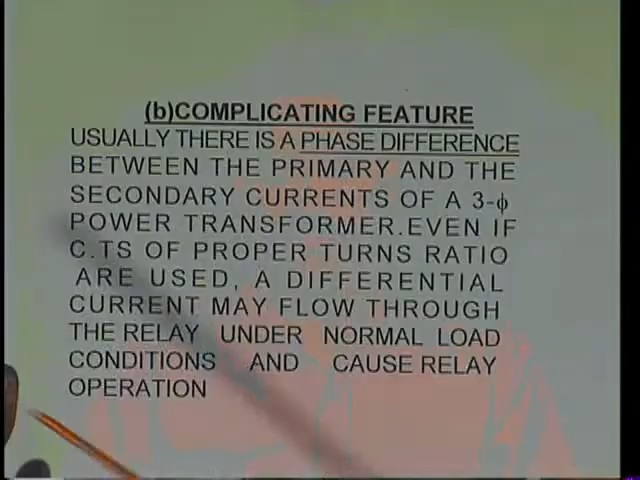 (b)COMPLICATING FEATURE
USUALLY THERE IS A PHASE DIFFERENCE
BETWEEN THE PRIMARY AND THE
SECONDARY CURRENTS OF A 3-ϕ
POWER TRANSFORMER.EVEN IF
C.TS OF PROPER TURNS RATIO
ARE USED, A DIFFERENTIAL
CURRENT MAY FLOW THROUGH
THE RELAY UNDER NORMAL LOAD
CONDITIONS AND CAUSE RELAY
OPERATION